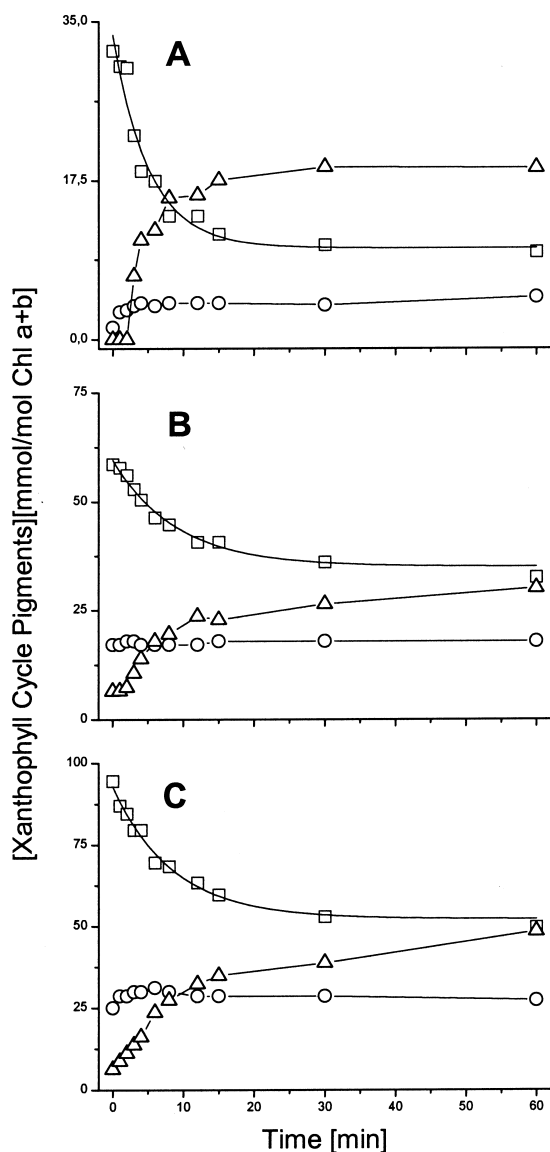 [Xanthophyll Cycle Pigments][mmol/mol Chl a+b]
35,0
A
17,5
0,0
75
B
50
25
0
100
C
75
50
25
0
0 10 20 30 40 50 60
Time [min]